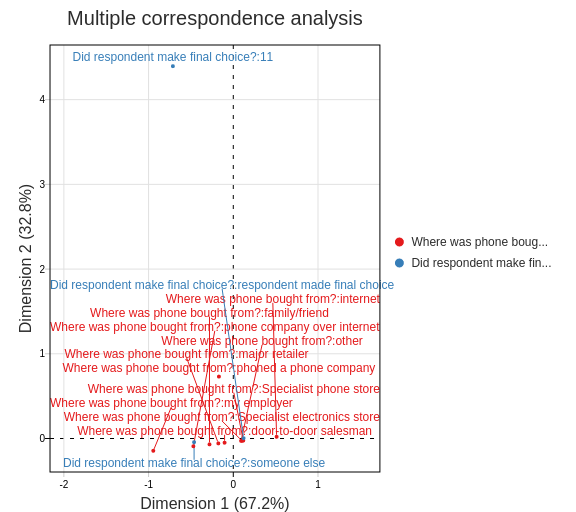 Multiple correspondence analysis
Did respondent make final choice?:11
4
3
Where was phone boug...
Did respondent make fin...
2
Did respondent make final choice?:respondent made final choice
Where was phone bought from?:internet
Where was phone bought from?:family/friend
Where was phone bought from?:phone company over internet
Where was phone bought from?:other
1
Where was phone bought from?:major retailer
Where was phone bought from?:phoned a phone company
Where was phone bought from?:Specialist phone store
Where was phone bought from?:my employer
Where was phone bought from?:Specialist electronics store
Where was phone bought from?:door-to-door salesman
0
Did respondent make final choice?:someone else
-2
-1
0
1
Dimension 1 (67.2%)
Dimension 2 (32.8%)